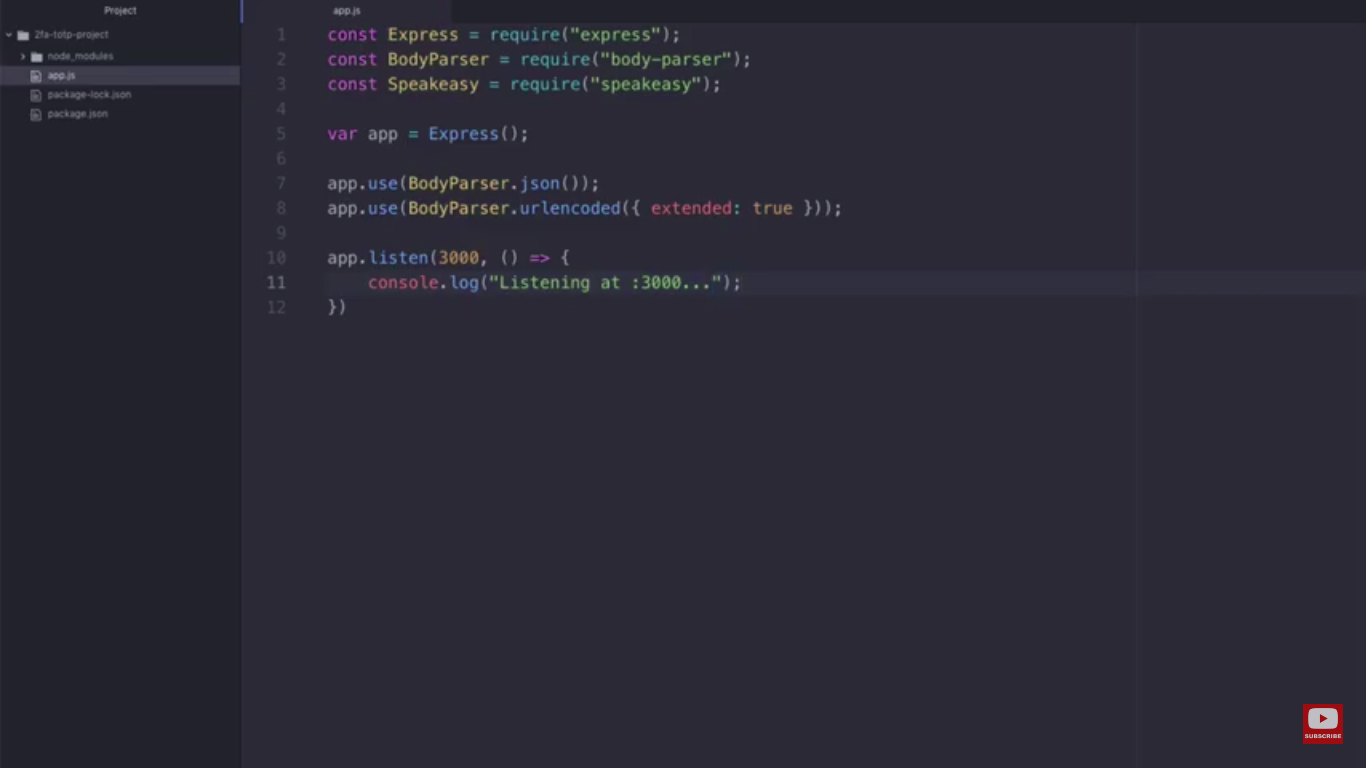 Project
2fa-totp-project
node_modules
app.js
package-lock.json
package.json
app.js
1 const Express = require("express");
2 const BodyParser = require("body-parser");
3 const Speakeasy = require("speakeasy");
4
5 var app = Express();
6
7 app.use(BodyParser.json());
8 app.use(BodyParser.urlencoded({ extended: true }));
9
10 app.listen(3000, () => {
11     console.log("Listening at :3000...");
12 })
SUBSCRIBE